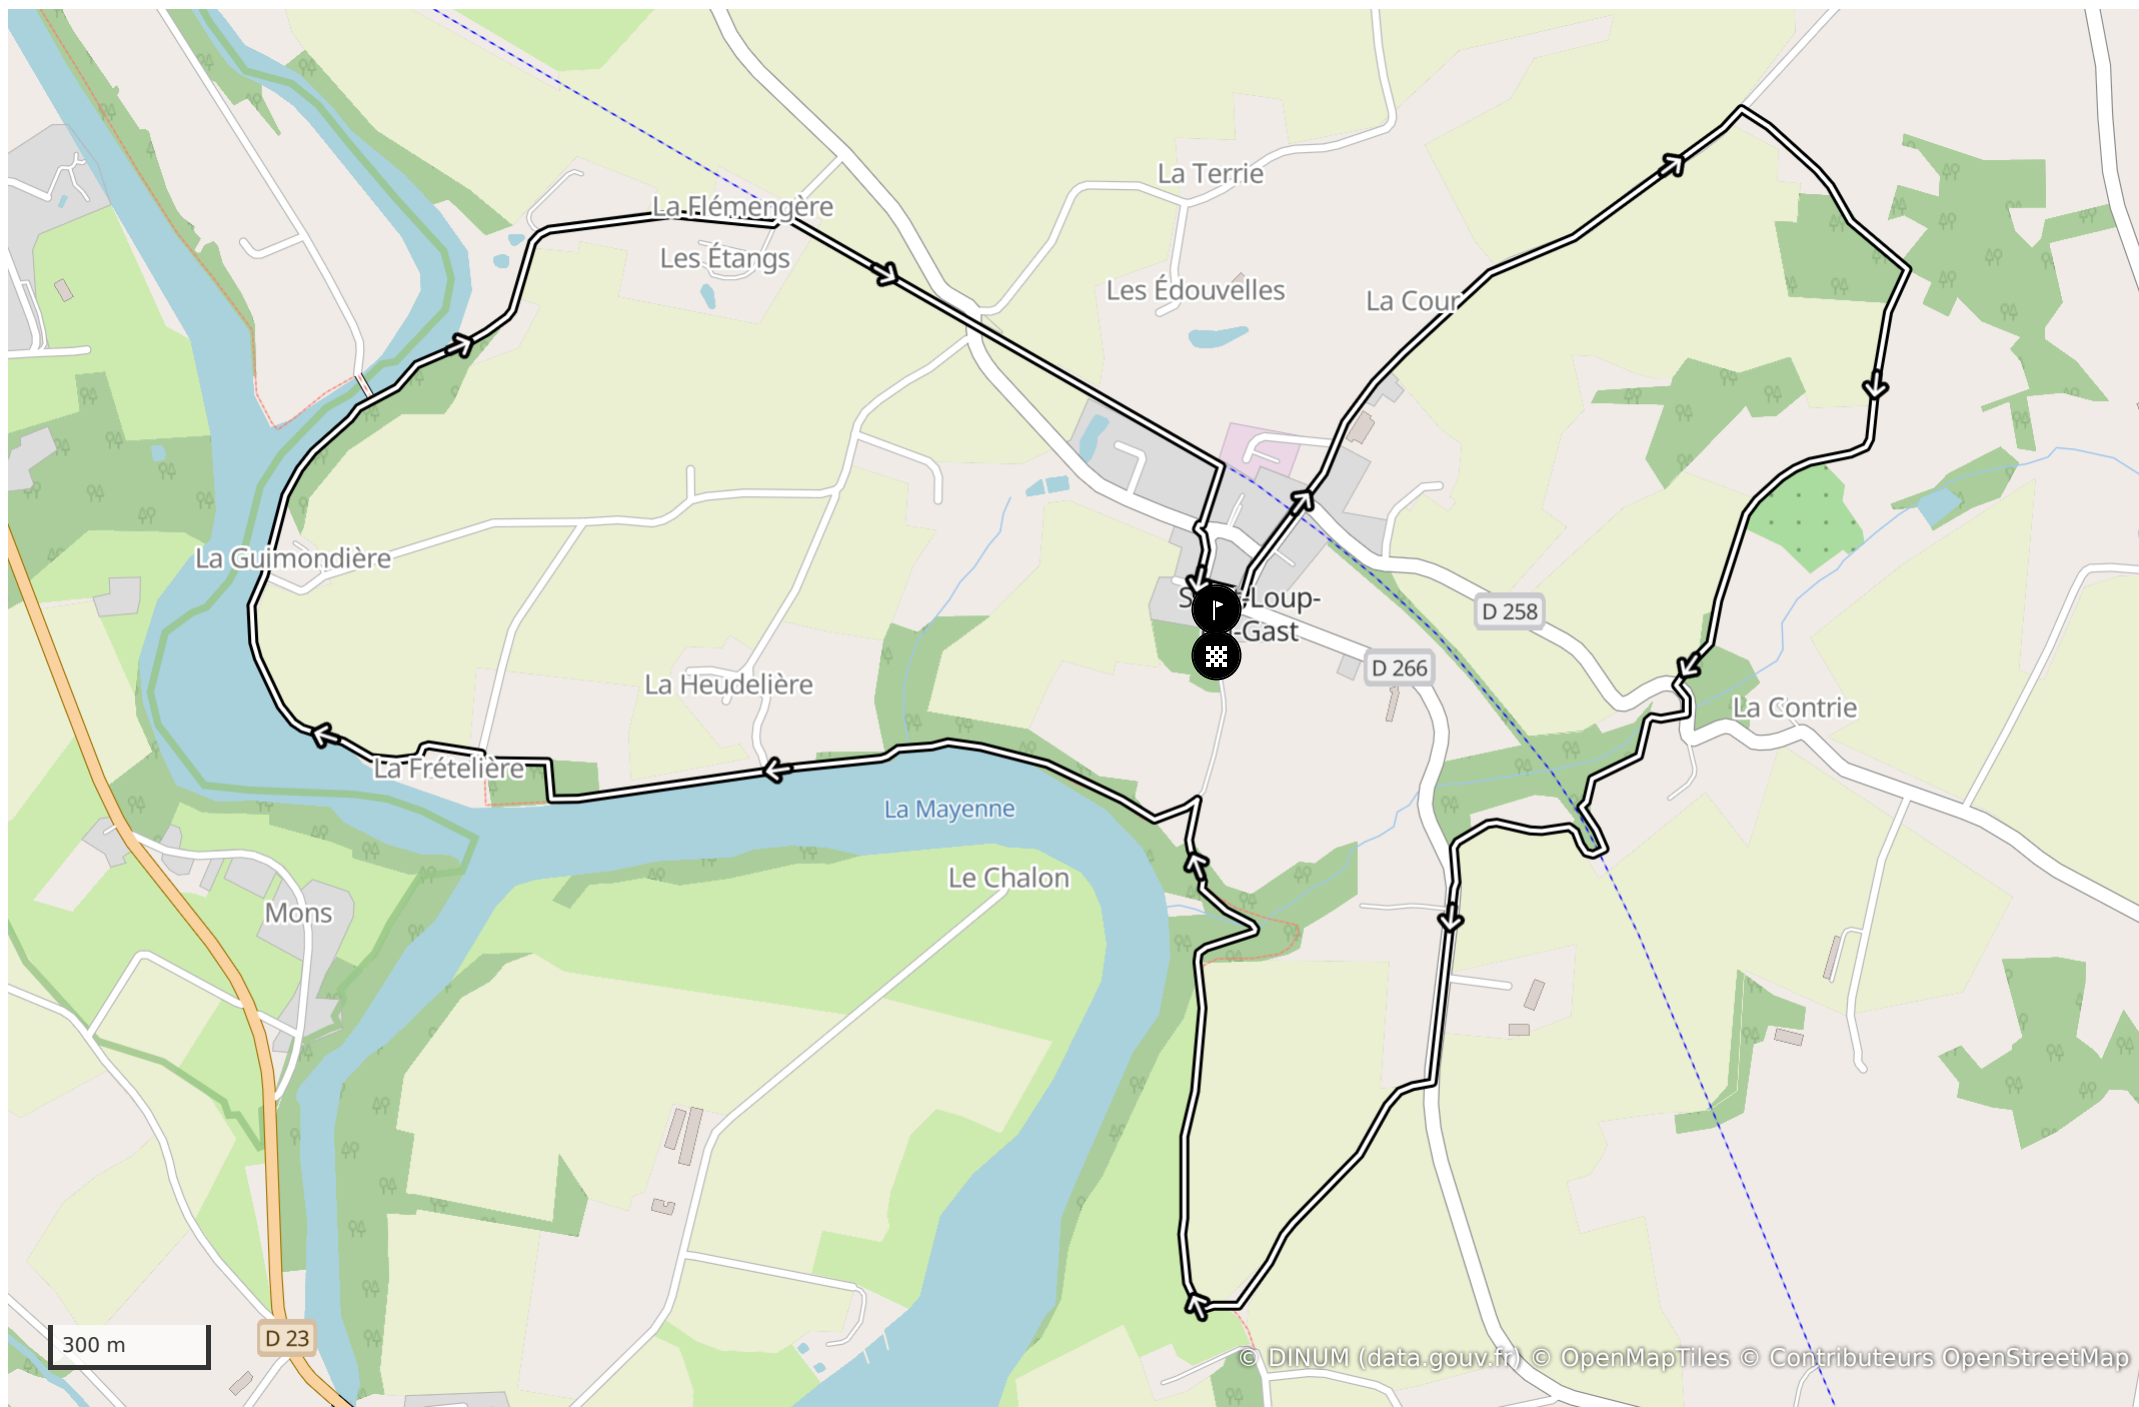 La Terrie
La Flémengère
Les Étangs
Les Édouvelles
La Cour
La Guimondière
-Loup-
-Gast
D 258
D 266
La Heudelière
La Contrie
La Frételière
La Mayenne
Le Chalon
Mons
300 m
D 23
© DINUM (data.gouv.fr) © OpenMapTiles © Contributeurs OpenStreetMap